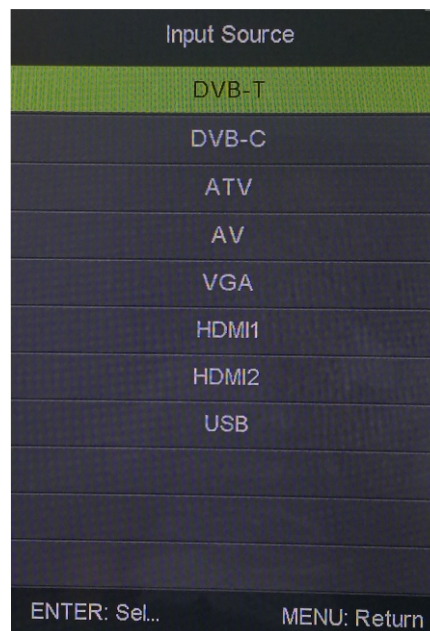 Input Source
DVB-T
DVB-C
ATV
AV
VGA
HDMI1
HDMI2
USB
ENTER: Sel... MENU: Return